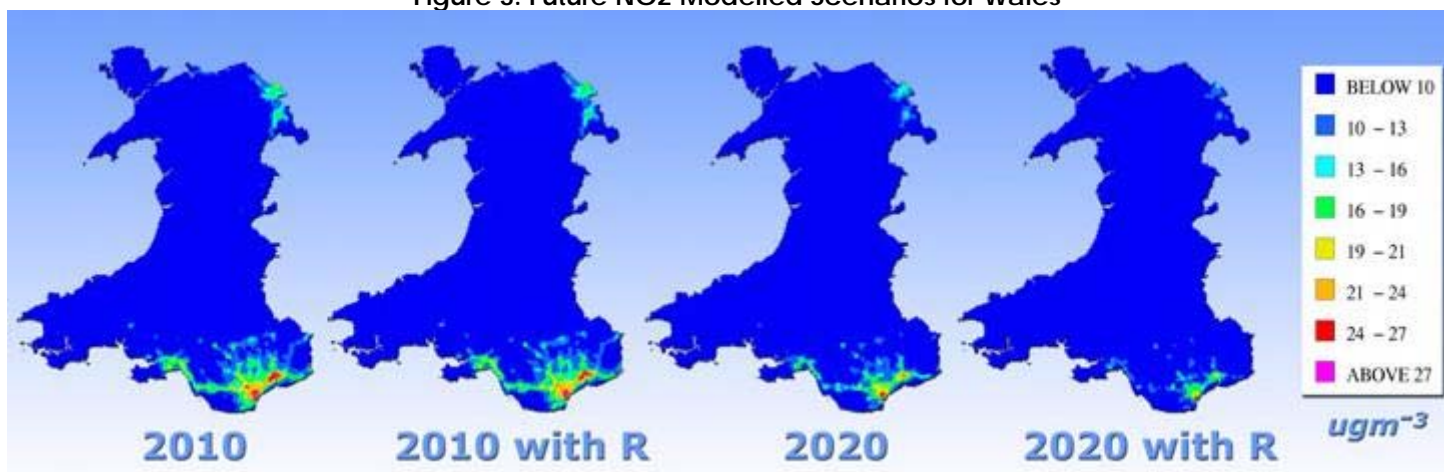 Figure 3. Future NO2 Modelled Scenarios for Wales
BELOW 10
10 – 13
13 – 16
16 – 19
19 – 21
21 – 24
24 – 27
ABOVE 27
ugm⁻³
2010
2010 with R
2020
2020 with R